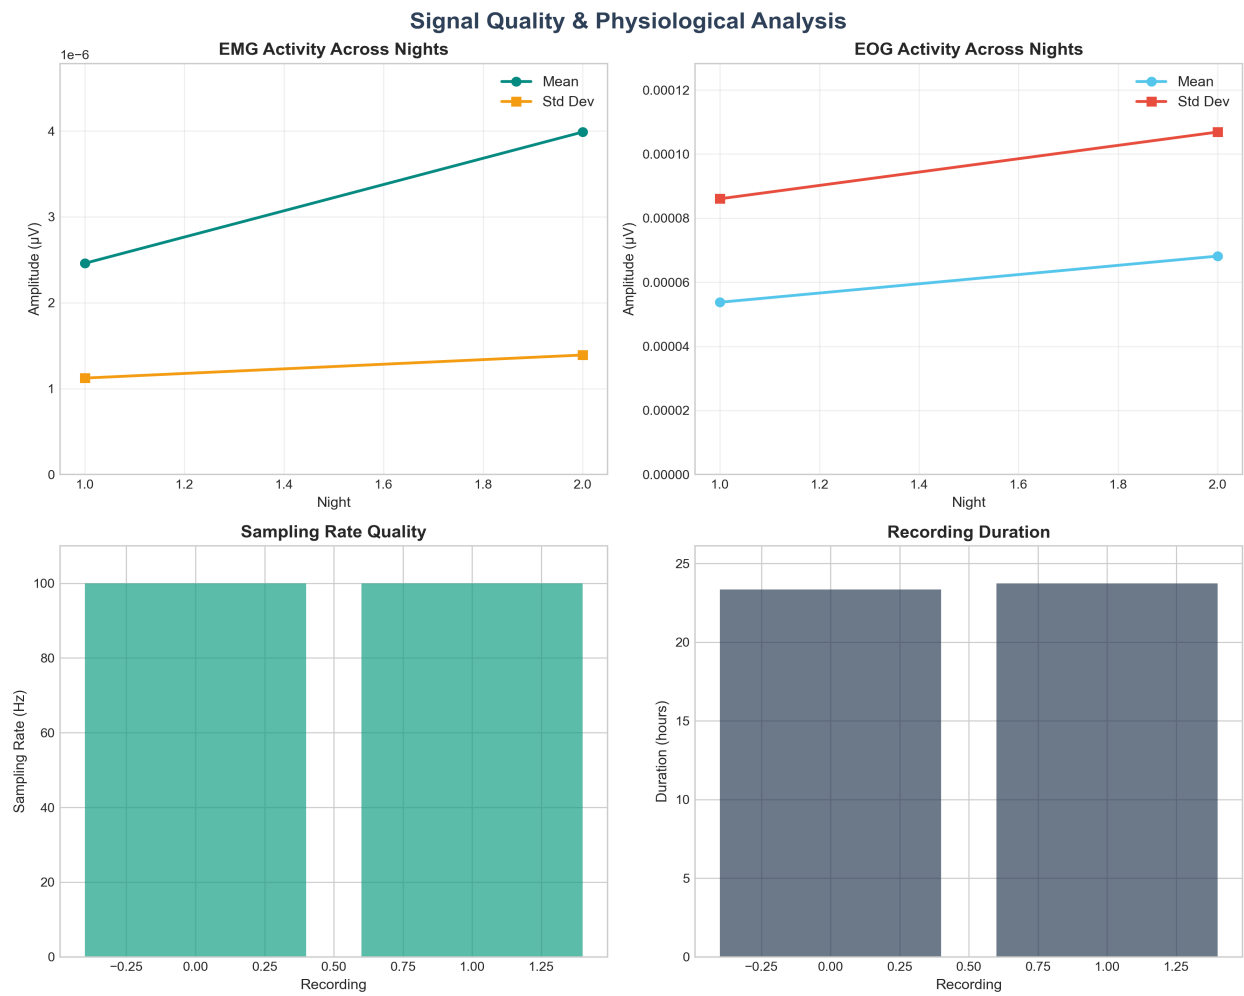 Signal Quality & Physiological Analysis
EMG Activity Across Nights
1e−6
Mean
Std Dev
4
3
2
1
0
Amplitude (μV)
1.0 1.2 1.4 1.6 1.8 2.0
Night
EOG Activity Across Nights
Mean
Std Dev
0.00012
0.00010
0.00008
0.00006
0.00004
0.00002
0.00000
Amplitude (μV)
1.0 1.2 1.4 1.6 1.8 2.0
Night
Sampling Rate Quality
100
80
60
40
20
0
Sampling Rate (Hz)
−0.25 0.00 0.25 0.50 0.75 1.00 1.25
Recording
Recording Duration
25
20
15
10
5
0
Duration (hours)
−0.25 0.00 0.25 0.50 0.75 1.00 1.25
Recording